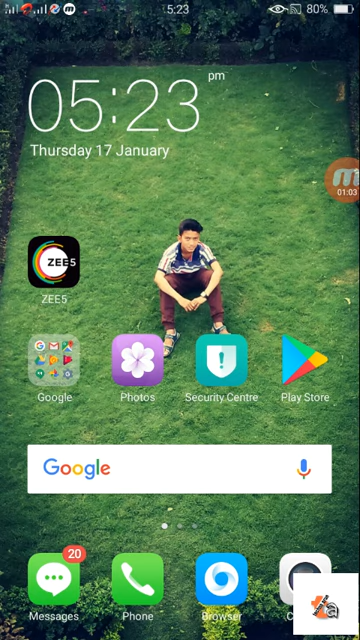 5:23
80%
05:23 pm
Thursday 17 January
01:03
ZEE5
ZEE5
Google
Photos
Security Centre
Play Store
Google
20
Messages
Phone
Browser